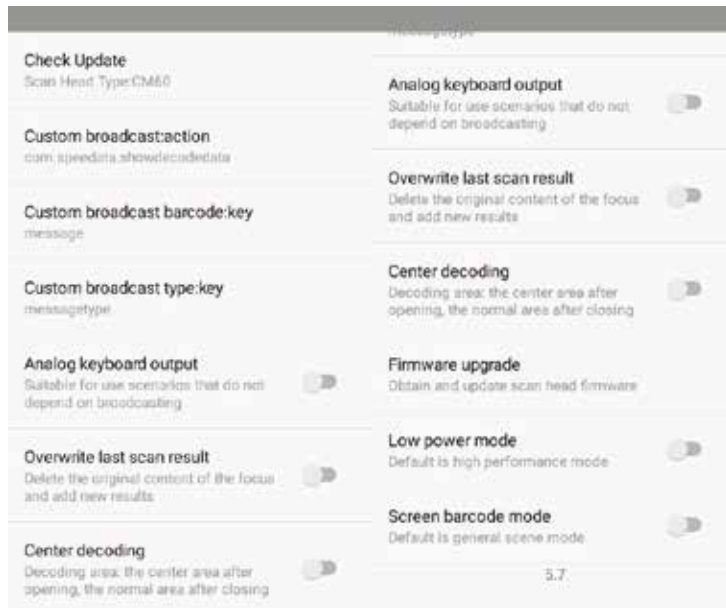 Check Update
Scan Head Type:CM60
Custom broadcast:action
com.speedata.showdecodedata
Custom broadcast barcode:key
message
Custom broadcast type:key
messagetype
Analog keyboard output
Suitable for use scenarios that do not
depend on broadcasting
Overwrite last scan result
Delete the original content of the focus
and add new results
Center decoding
Decoding area: the center area after
opening, the normal area after closing
messagetype
Analog keyboard output
Suitable for use scenarios that do not
depend on broadcasting
Overwrite last scan result
Delete the original content of the focus
and add new results
Center decoding
Decoding area: the center area after
opening, the normal area after closing
Firmware upgrade
Obtain and update scan head firmware
Low power mode
Default is high performance mode
Screen barcode mode
Default is general scene mode
5.7